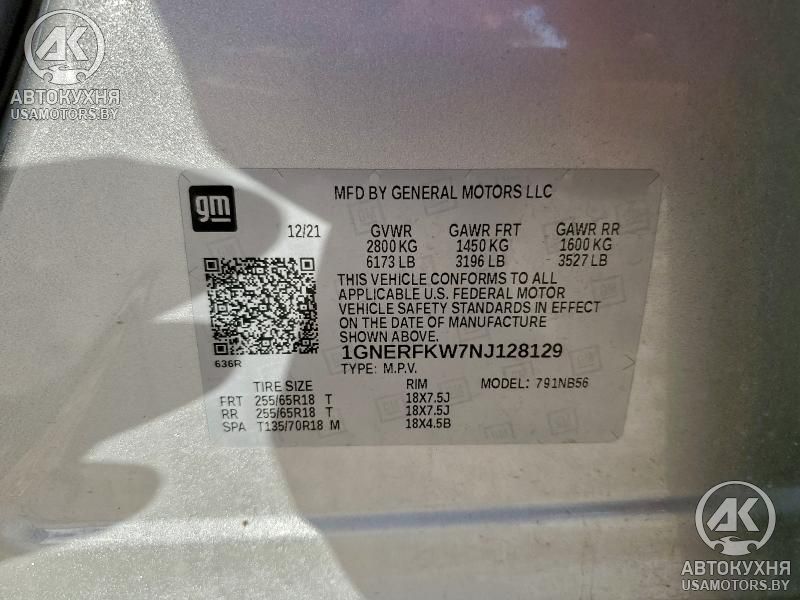 AK
АВТОКУХНЯ
USAMOTORS.BY
gm
MFD BY GENERAL MOTORS LLC
12/21 GVWR GAWR FRT GAWR RR
2800 KG 1450 KG 1600 KG
6173 LB 3196 LB 3527 LB
THIS VEHICLE CONFORMS TO ALL
APPLICABLE U.S. FEDERAL MOTOR
VEHICLE SAFETY STANDARDS IN EFFECT
ON THE DATE OF MANUFACTURE
SHOWN ABOVE.
1GNERFKW7NJ128129
636R
TYPE: M.P.V.
TIRE SIZE RIM MODEL: 791NB56
FRT 255/65R18 T 18X7.5J
RR 255/65R18 T 18X7.5J
SPA T135/70R18 M 18X4.5B
AK
АВТОКУХНЯ
USAMOTORS.BY